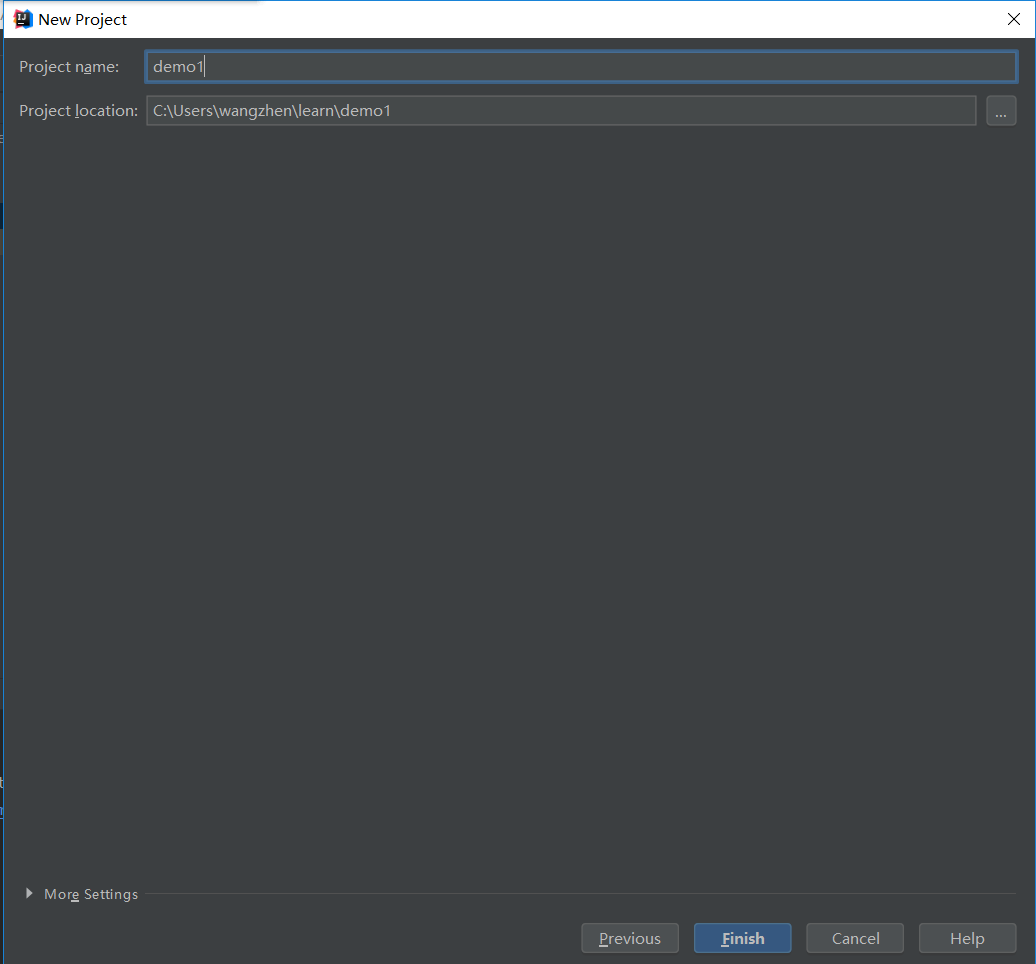 New Project
Project name: demo1
Project location: C:\Users\wangzhen\learn\demo1 ...
More Settings
Previous Finish Cancel Help